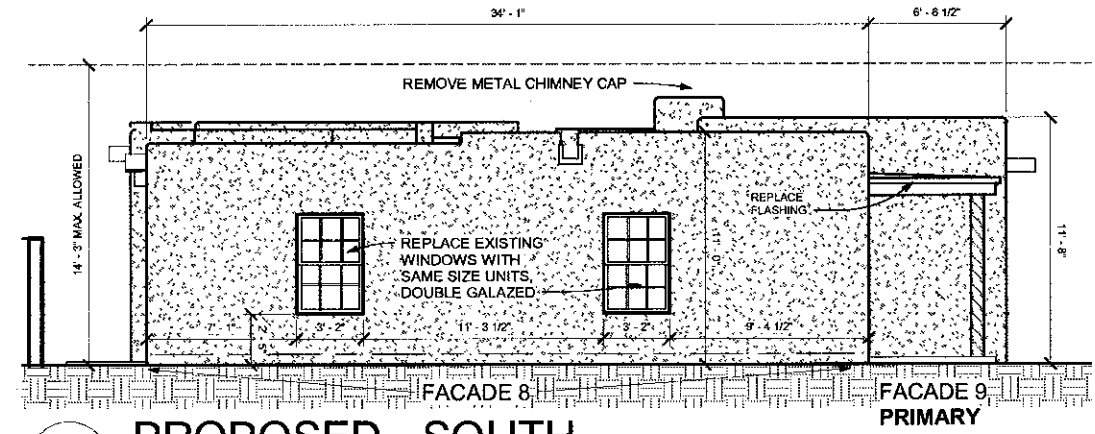 34' - 1"
6' - 6 1/2"
REMOVE METAL CHIMNEY CAP
14' - 3" MAX. ALLOWED
REPLACE
FLASHING
REPLACE EXISTING
WINDOWS WITH
SAME SIZE UNITS,
DOUBLE GALAZED
11' - 0"
11' - 8"
7' - 1"
3' - 2"
11' - 3 1/2"
3' - 2"
9' - 4 1/2"
2' - 5"
FACADE 8
FACADE 9
PRIMARY
PROPOSED - SOUTH